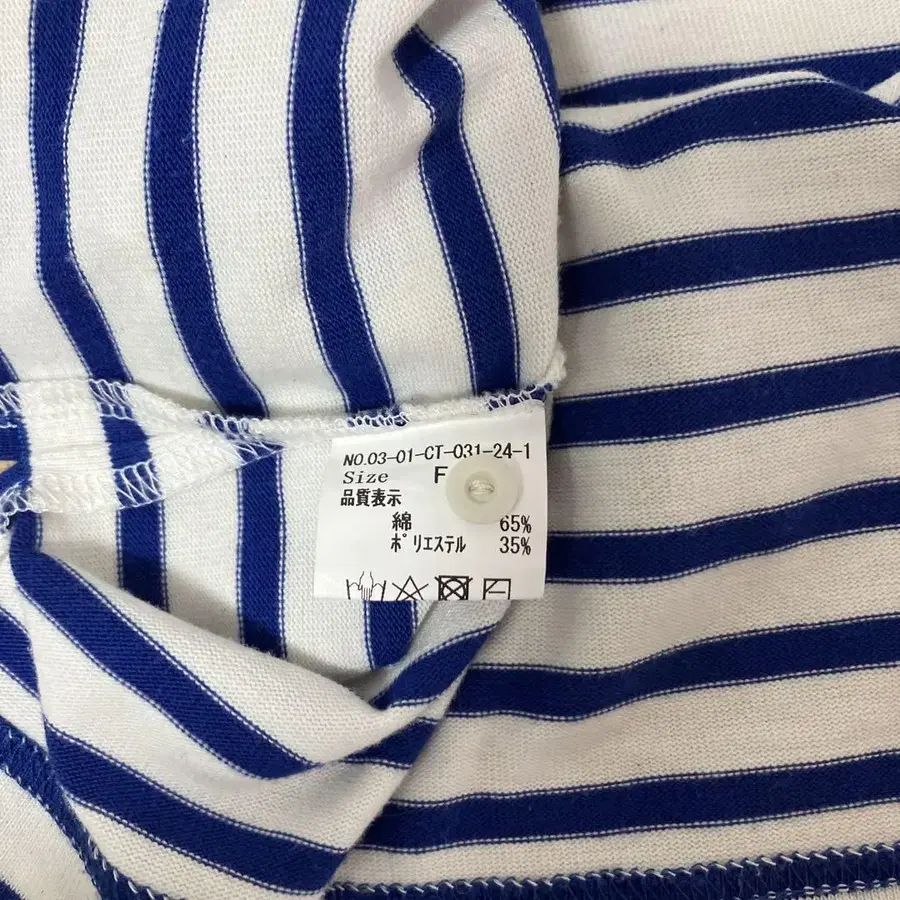 NO.03-01-CT-031-24-1
Size F
品質表示
綿 65%
ポリエステル 35%